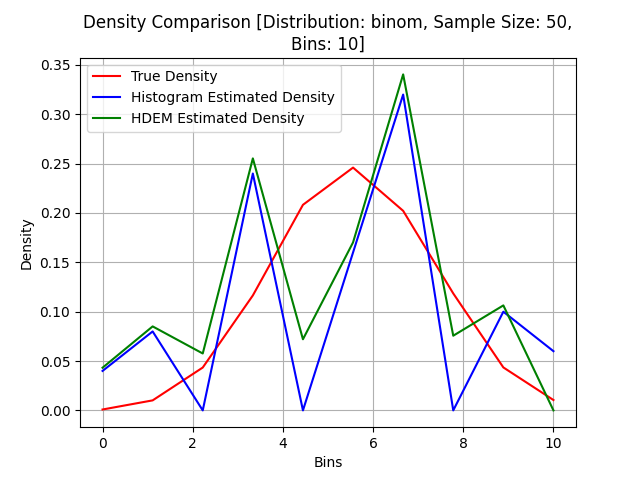 Density Comparison [Distribution: binom, Sample Size: 50,
Bins: 10]
True Density
Histogram Estimated Density
HDEM Estimated Density
Density
0.35
0.30
0.25
0.20
0.15
0.10
0.05
0.00
0 2 4 6 8 10
Bins